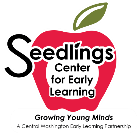 Seedlings
Center
for Early
Learning
Growing Young Minds
A Central Washington Early Learning Partnership